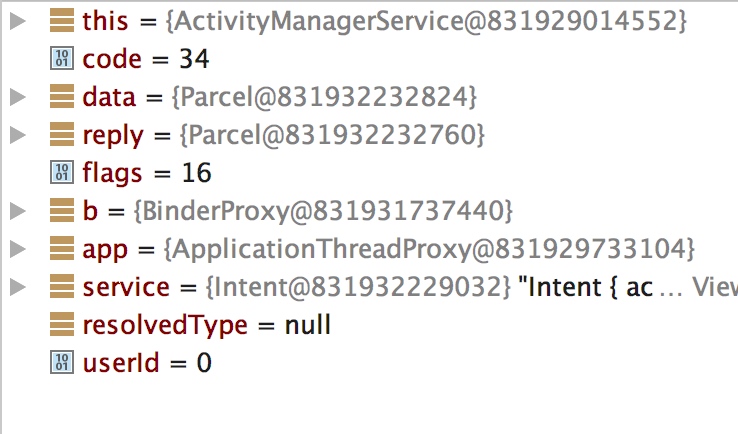 this = {ActivityManagerService@831929014552}
code = 34
data = {Parcel@831932232824}
reply = {Parcel@831932232760}
flags = 16
b = {BinderProxy@831931737440}
app = {ApplicationThreadProxy@831929733104}
service = {Intent@831932229032} "Intent { ac ... View
resolvedType = null
userId = 0